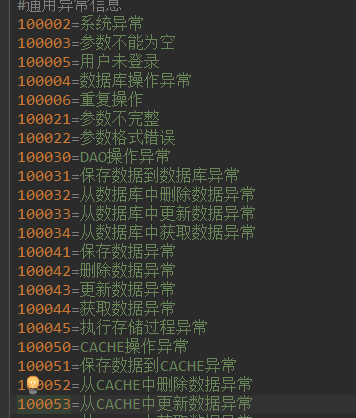 #通用异常信息
100002=系统异常
100003=参数不能为空
100005=用户未登录
100004=数据库操作异常
100006=重复操作
100021=参数不完整
100022=参数格式错误
100030=DAO操作异常
100031=保存数据到数据库异常
100032=从数据库中删除数据异常
100033=从数据库中更新数据异常
100034=从数据库中获取数据异常
100041=保存数据异常
100042=删除数据异常
100043=更新数据异常
100044=获取数据异常
100045=执行存储过程异常
100050=CACHE操作异常
100051=保存数据到CACHE异常
100052=从CACHE中删除数据异常
100053=从CACHE中更新数据异常